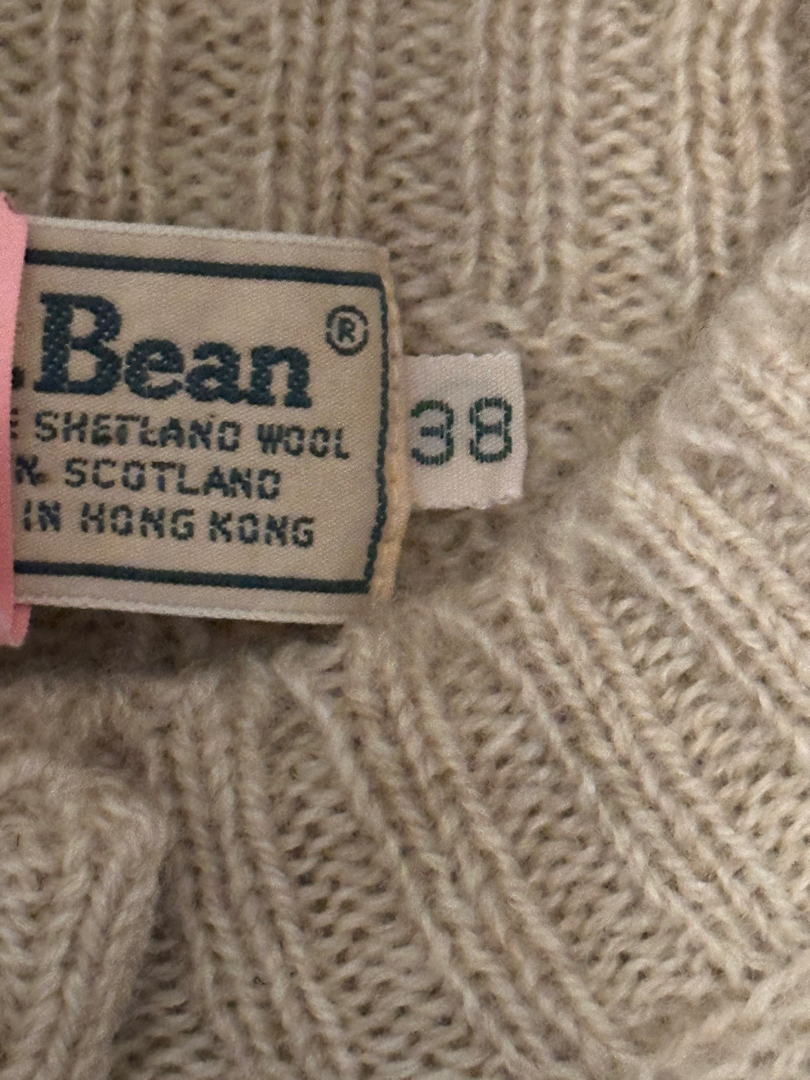 .Bean®
SHETLAND WOOL
SCOTLAND
IN HONG KONG
38